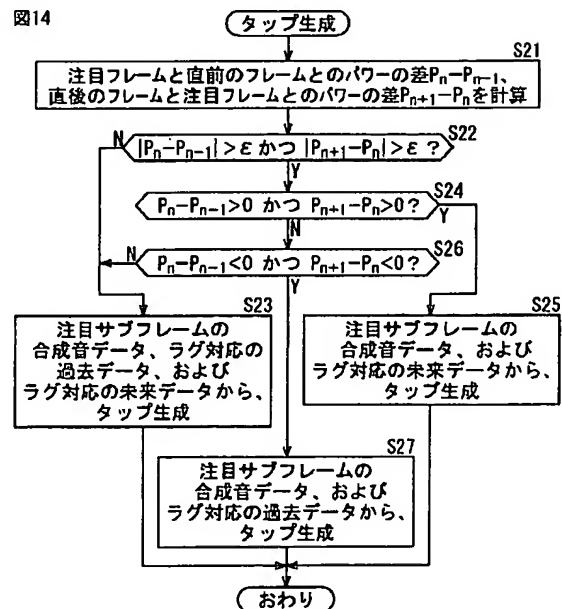 図14
タップ生成
S21
注目フレームと直前のフレームとのパワーの差Pn−Pn−1、
直後のフレームと注目フレームとのパワーの差Pn+1−Pnを計算
S22
N
|Pn−Pn−1|>ε かつ |Pn+1−Pn|>ε ?
Y
S24
Pn−Pn−1>0 かつ Pn+1−Pn>0?
Y
N
S26
N
Pn−Pn−1<0 かつ Pn+1−Pn<0?
Y
S23
注目サブフレームの
合成音データ、ラグ対応の
過去データ、および
ラグ対応の未来データから、
タップ生成
S25
注目サブフレームの
合成音データ、および
ラグ対応の未来データから、
タップ生成
S27
注目サブフレームの
合成音データ、および
ラグ対応の過去データから、
タップ生成
おわり